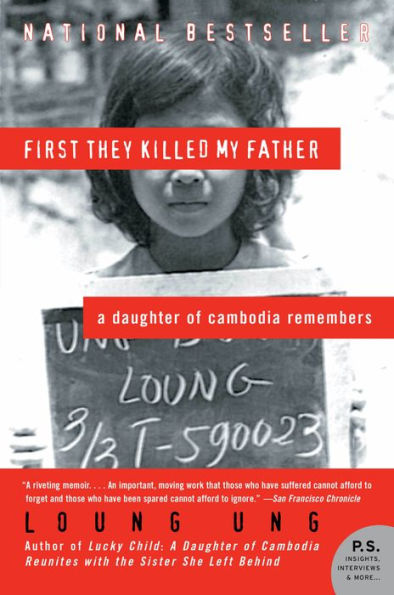 NATIONAL BESTSELLER
FIRST THEY KILLED MY FATHER
a daughter of cambodia remembers
LOUNG
3/3 T-590023
"A riveting memoir. . . . An important, moving work that those who have suffered cannot afford to
forget and those who have been spared cannot afford to ignore." —San Francisco Chronicle
LOUNG UNG
Author of Lucky Child: A Daughter of Cambodia
Reunites with the Sister She Left Behind
P.S.
INSIGHTS,
INTERVIEWS
& MORE...